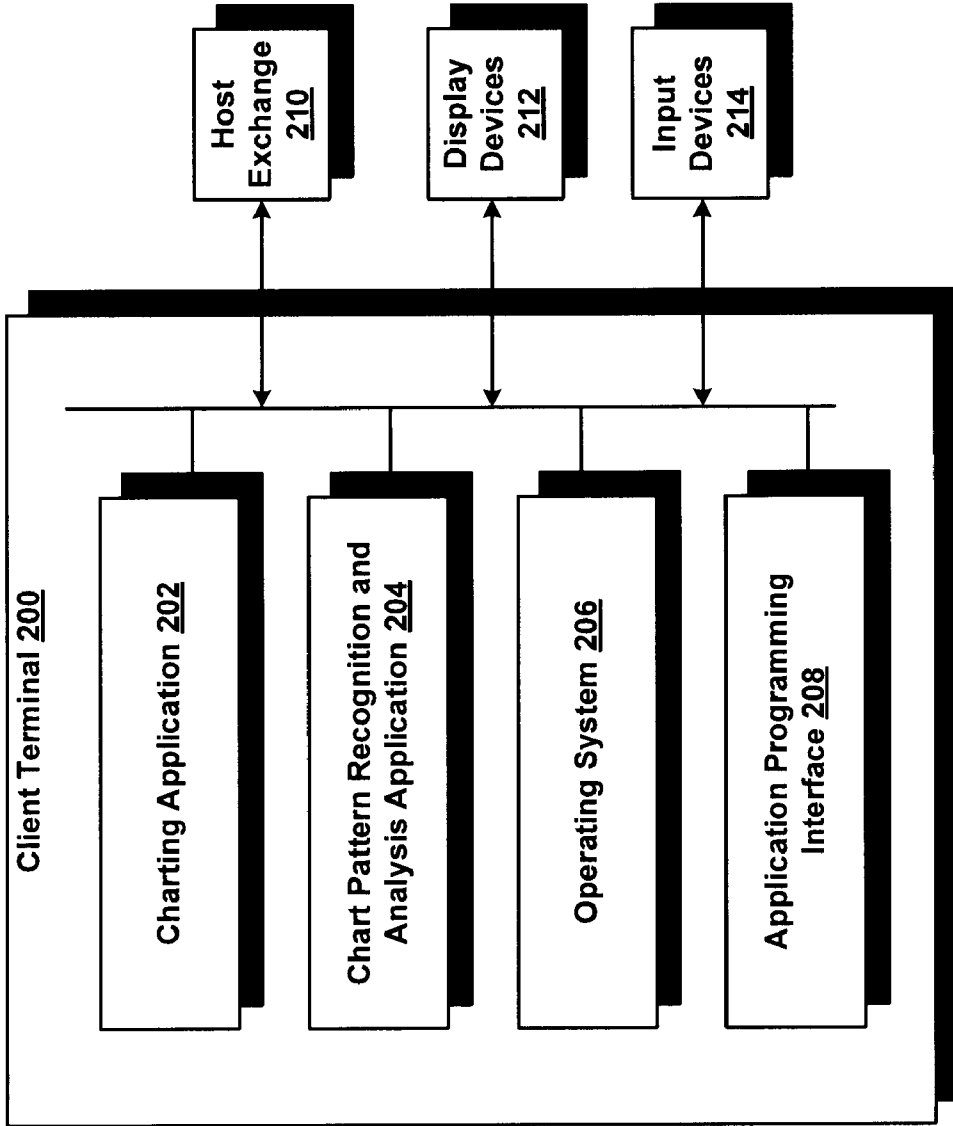 Client Terminal 200
Charting Application 202
Chart Pattern Recognition and
Analysis Application 204
Operating System 206
Application Programming
Interface 208
Host
Exchange
210
Display
Devices
212
Input
Devices
214